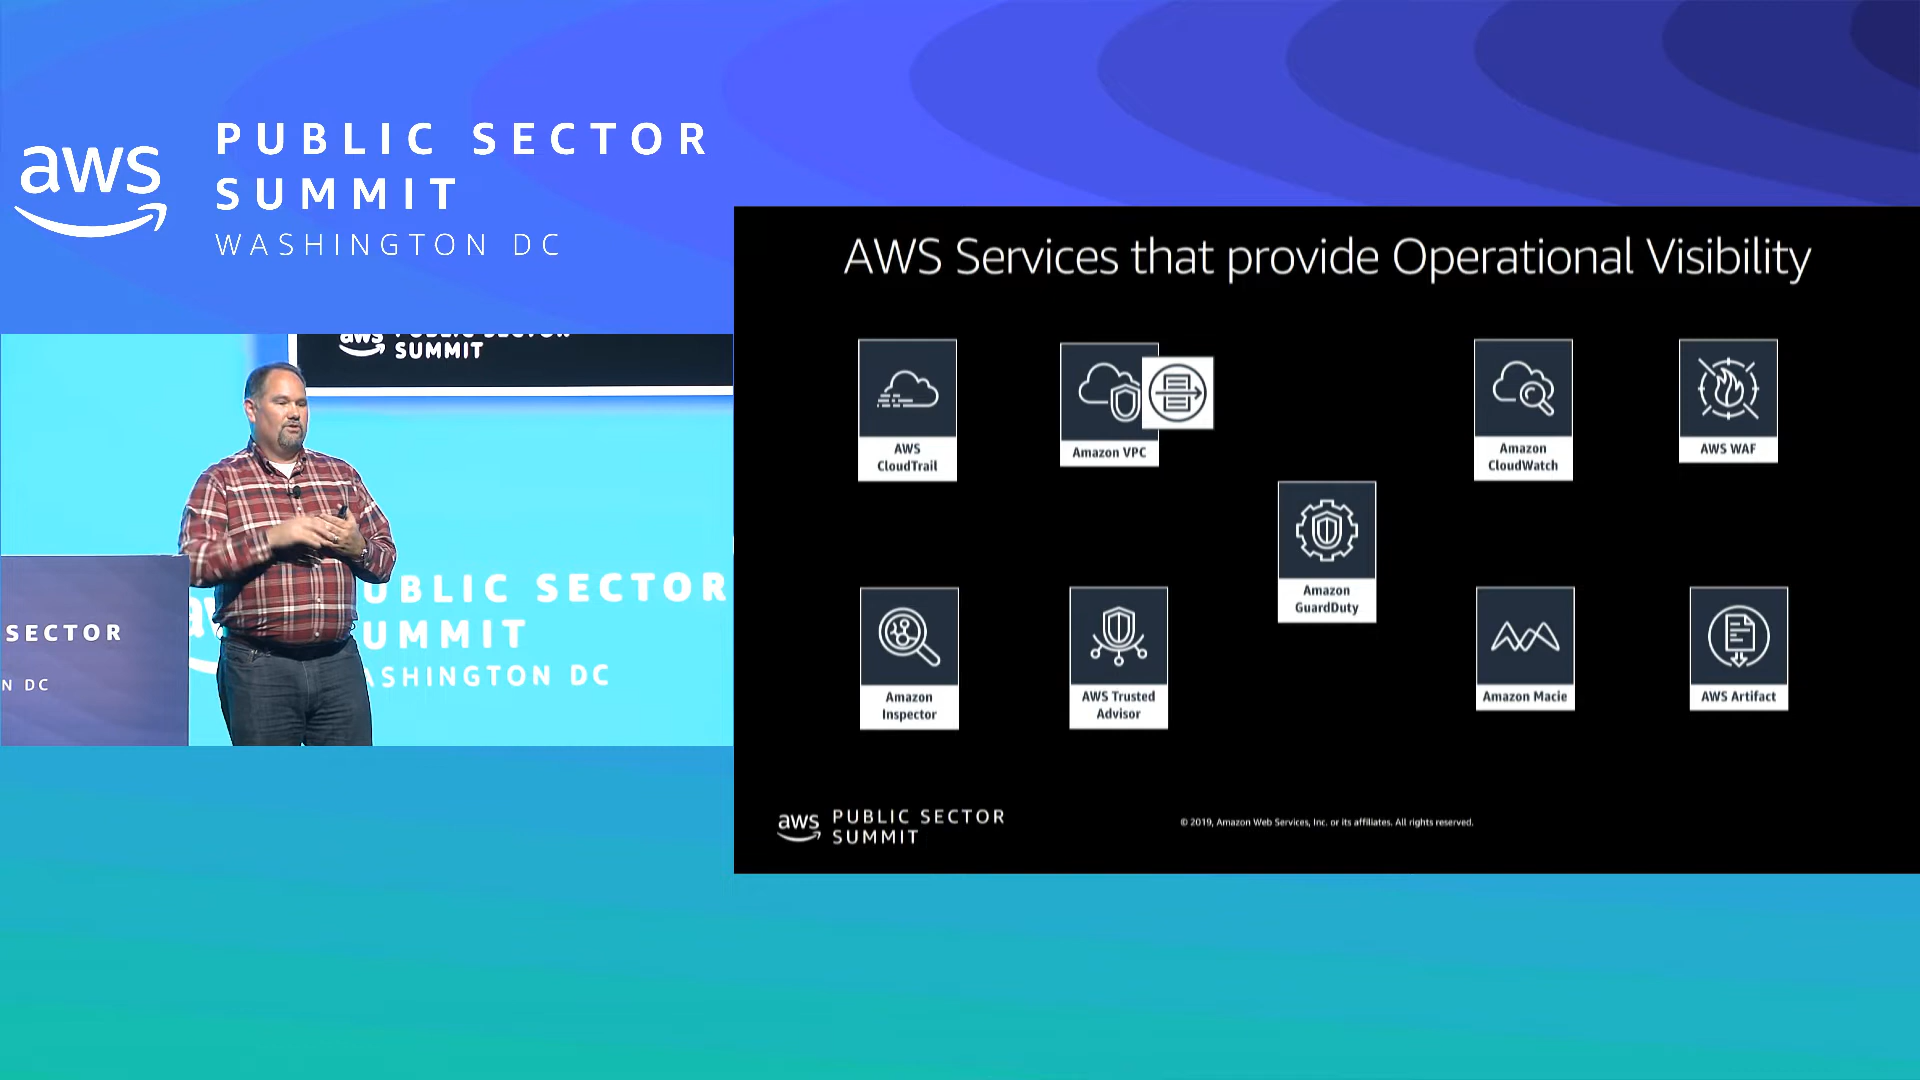 aws
PUBLIC SECTOR
SUMMIT
WASHINGTON DC
aws
SUMMIT
SECTOR
N DC
UBLIC SECTOR
UMMIT
ASHINGTON DC
AWS Services that provide Operational Visibility
AWS
CloudTrail
Amazon VPC
Amazon
CloudWatch
AWS WAF
Amazon
GuardDuty
Amazon
Inspector
AWS Trusted
Advisor
Amazon Macie
AWS Artifact
aws
PUBLIC SECTOR
SUMMIT
© 2019, Amazon Web Services, Inc. or its affiliates. All rights reserved.